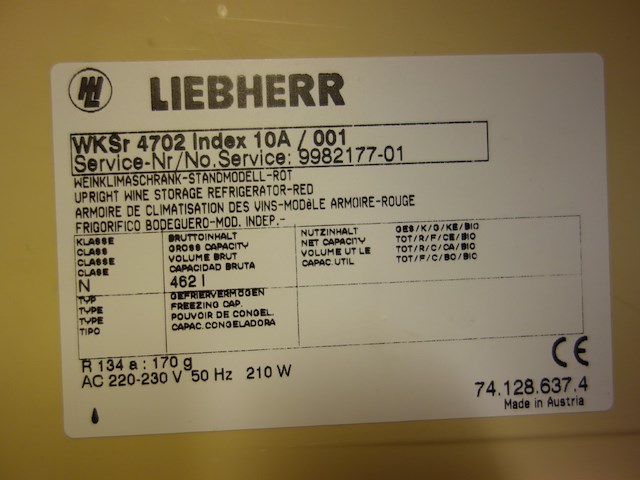 LIEBHERR
WKSr 4702 Index 10A / 001
Service-Nr/No.Service: 9982177-01
WEINKLIMASCHRANK-STANDMODELL-ROT
UPRIGHT WINE STORAGE REFRIGERATOR-RED
ARMOIRE DE CLIMATISATION DES VINS-MODèLE ARMOIRE-ROUGE
FRIGORIFICO BODEGUERO-MOD. INDEP.-
KLASSE BRUTTOINHALT NUTZINHALT GES/K/G/KE/BIO
CLASS GROSS CAPACITY NET CAPACITY TOT/R/F/CE/BIO
CLASSE VOLUME BRUT VOLUME UTILE TOT/R/C/CA/BIO
CLASE CAPACIDAD BRUTA CAPAC.UTIL TOT/F/C/BO/BIO
N 462 l
TYP GEFRIERVERMÖGEN
TYPE FREEZING CAP.
TYPE POUVOIR DE CONGEL.
TIPO CAPAC.CONGELADORA
R 134 a : 170 g
AC 220-230 V 50 Hz 210 W
CE
74.128.637.4
Made in Austria